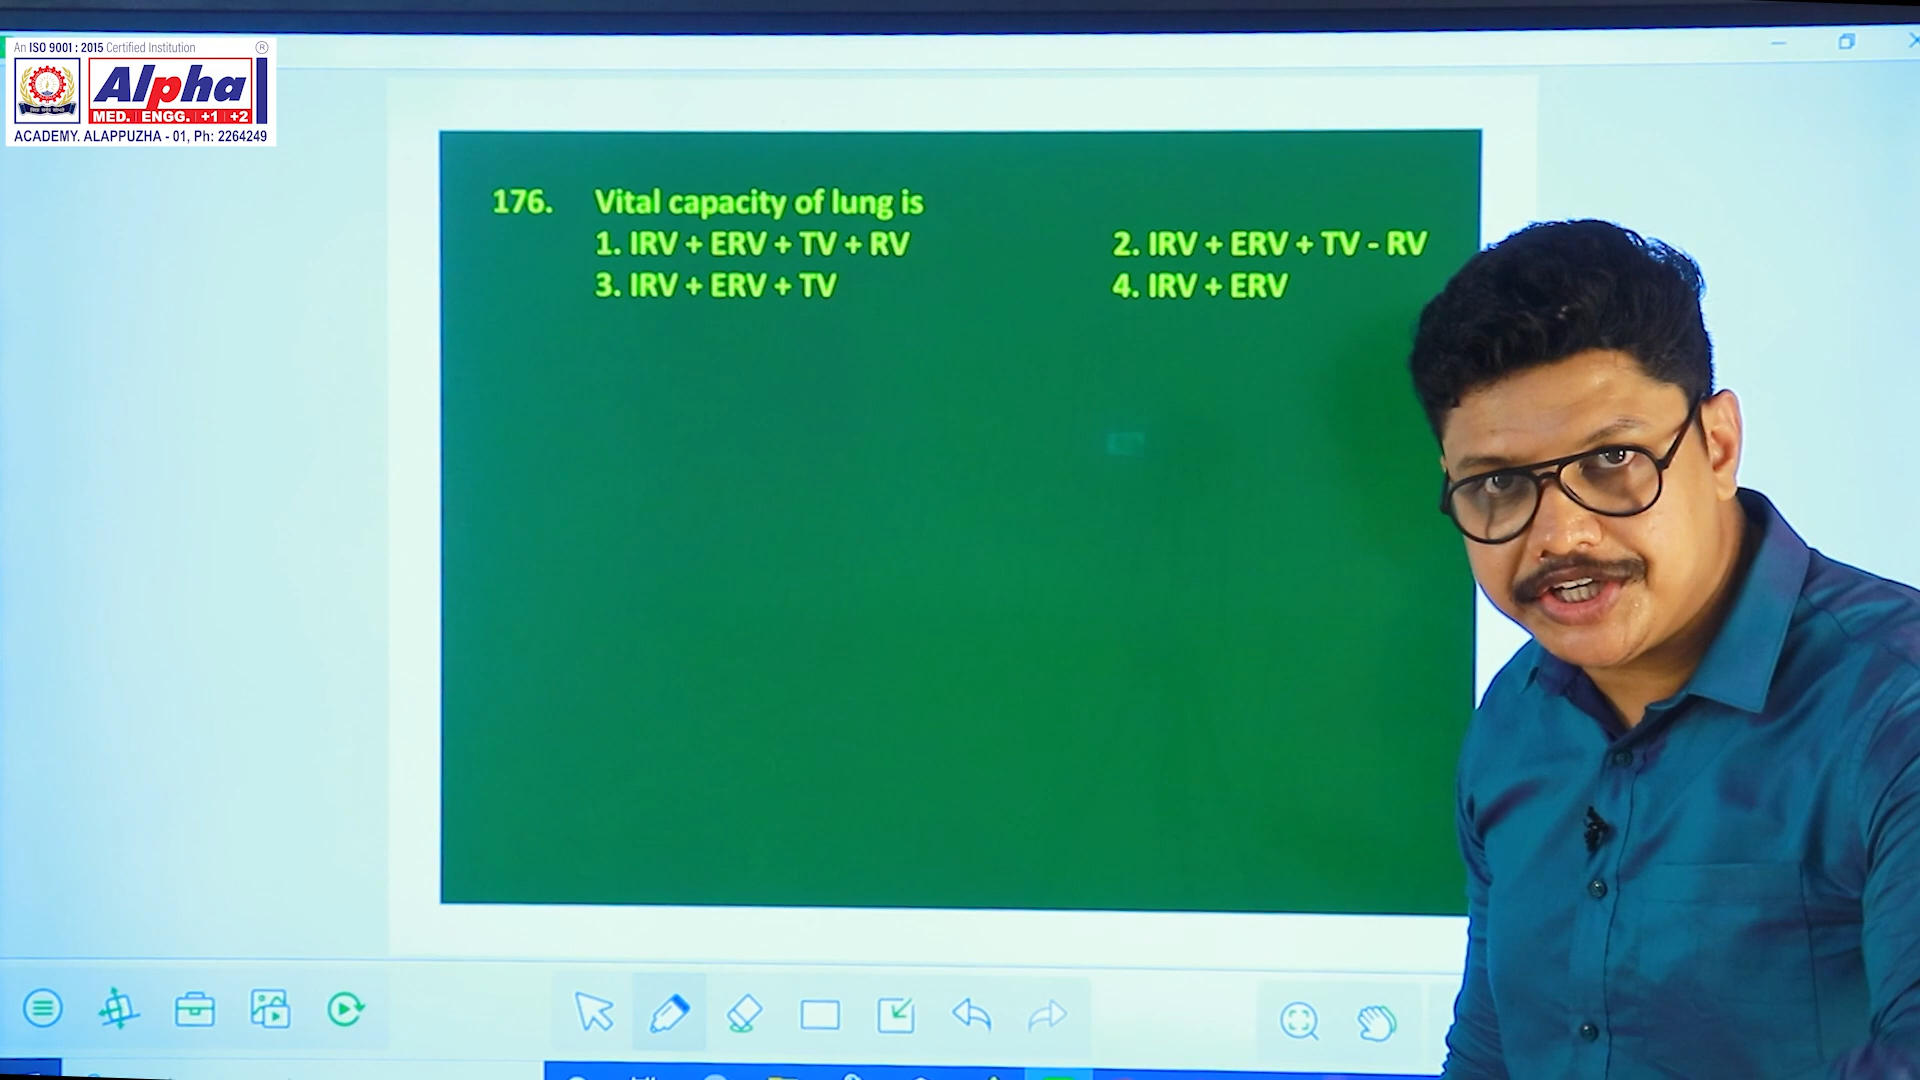 An ISO 9001 : 2015 Certified Institution ®
Alpha
MED. ENGG. +1 +2
ACADEMY. ALAPPUZHA - 01, Ph: 2264249
176. Vital capacity of lung is
1. IRV + ERV + TV + RV 2. IRV + ERV + TV - RV
3. IRV + ERV + TV 4. IRV + ERV